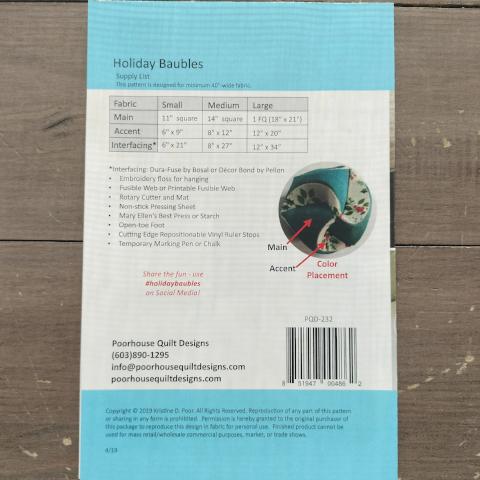 Holiday Baubles
Supply List
This pattern is designed for minimum 40"-wide fabric.
Fabric Small Medium Large
Main 11" square 14" square 1 FQ (18" x 21")
Accent 6" x 9" 8" x 12" 12" x 20"
Interfacing* 6" x 21" 8" x 27" 12" x 34"
*Interfacing: Dura-Fuse by Bosal or Décor Bond by Pellon
• Embroidery floss for hanging
• Fusible Web or Printable Fusible Web
• Rotary Cutter and Mat
• Non-stick Pressing Sheet
• Mary Ellen's Best Press or Starch
• Open-toe Foot
• Cutting Edge Repositionable Vinyl Ruler Stops
• Temporary Marking Pen or Chalk
Main
Accent
Color
Placement
Share the fun - use
#holidaybaubles
on Social Media!
PQD-232
Poorhouse Quilt Designs
(603)890-1295
info@poorhousequiltdesigns.com
poorhousequiltdesigns.com
8 51947 00486 2
Copyright © 2019 Kristine D. Poor. All Rights Reserved. Reproduction of any part of this pattern
or sharing in any form is prohibited. Permission is hereby granted to the original purchaser of
this package to reproduce this design in fabric for personal use. Finished product cannot be
used for mass retail/wholesale commercial purposes, market, or trade shows.
4/19